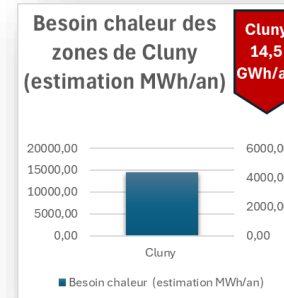 Besoin chaleur des
zones de Cluny
(estimation MWh/an)
Cluny
14,5
GWh/a
20000,00
15000,00
10000,00
5000,00
0,00
6000,0
4000,0
2000,0
0,00
Cluny
Besoin chaleur (estimation MWh/an)